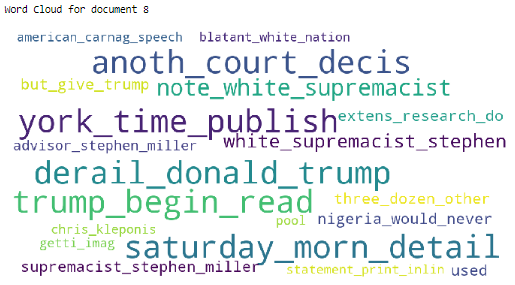 Word Cloud for document 8
american_carnag_speech blatant_white_nation
anoth_court_decis
but_give_trump note_white_supremacist
york_time_publish extens_research_do
advisor_stephen_miller white_supremacist_stephen
derail_donald_trump
trump_begin_read three_dozen_other
pool nigeria_would_never
chris_kleponis
getti_imag saturday_morn_detail
supremacist_stephen_miller statement_print_inlin used